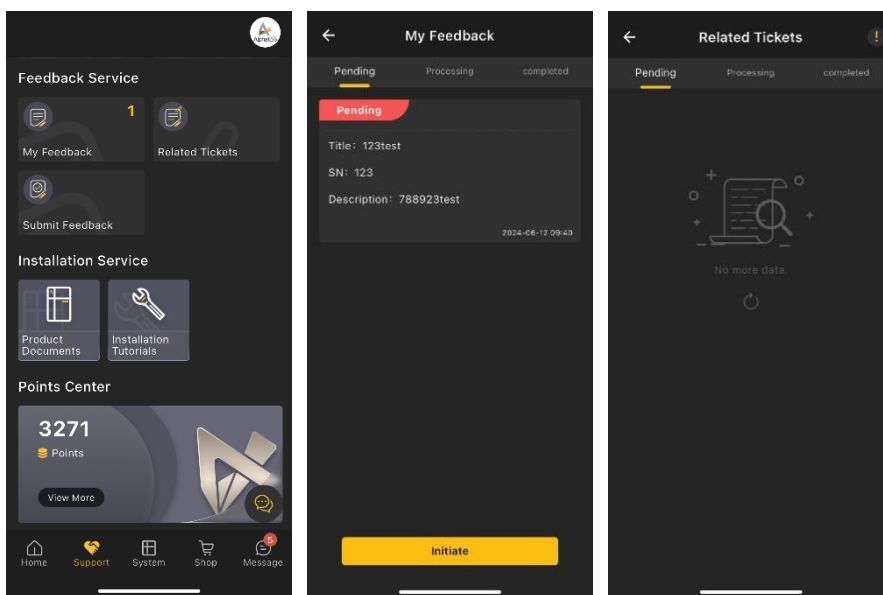 AlphaESS
Feedback Service
1
My Feedback
Related Tickets
Submit Feedback
Installation Service
Product
Documents
Installation
Tutorials
Points Center
3271
Points
View More
Home
Support
System
Shop
5
Message
My Feedback
Pending
Processing
completed
Pending
Title: 123test
SN: 123
Description: 788923test
2024-06-12 09:40
Initiate
Related Tickets
!
Pending
Processing
completed
No more data.